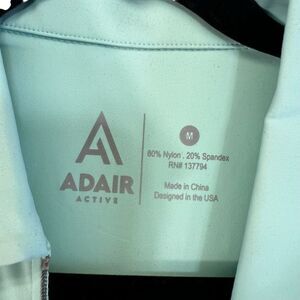 ADAIR
ACTIVE
M
80% Nylon . 20% Spandex
RN# 137794
Made in China
Designed in the USA